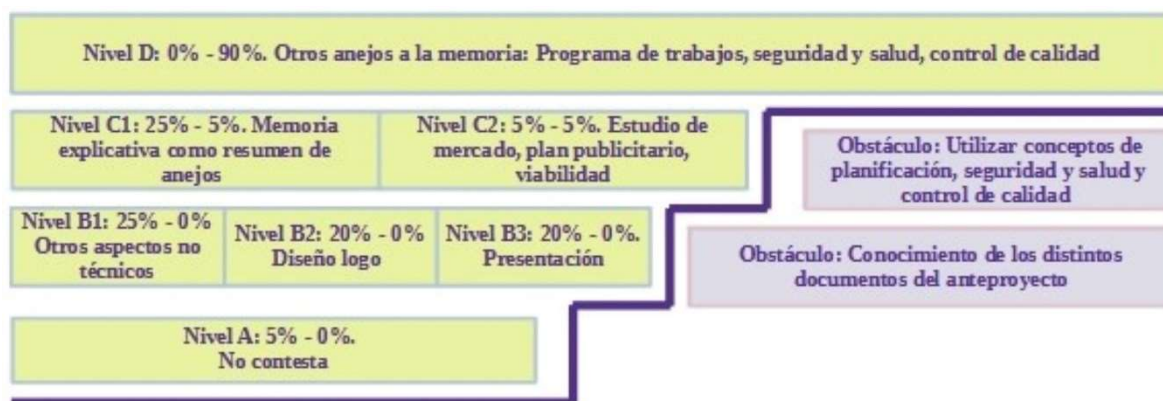 Nivel D: 0% - 90%. Otros anejos a la memoria: Programa de trabajos, seguridad y salud, control de calidad
Nivel C1: 25% - 5%. Memoria
explicativa como resumen de
anejos
Nivel C2: 5% - 5%. Estudio de
mercado, plan publicitario,
viabilidad
Obstáculo: Utilizar conceptos de
planificación, seguridad y salud y
control de calidad
Nivel B1: 25% - 0%
Otros aspectos no
técnicos
Nivel B2: 20% - 0%
Diseño logo
Nivel B3: 20% - 0%.
Presentación
Obstáculo: Conocimiento de los distintos
documentos del anteproyecto
Nivel A: 5% - 0%.
No contesta